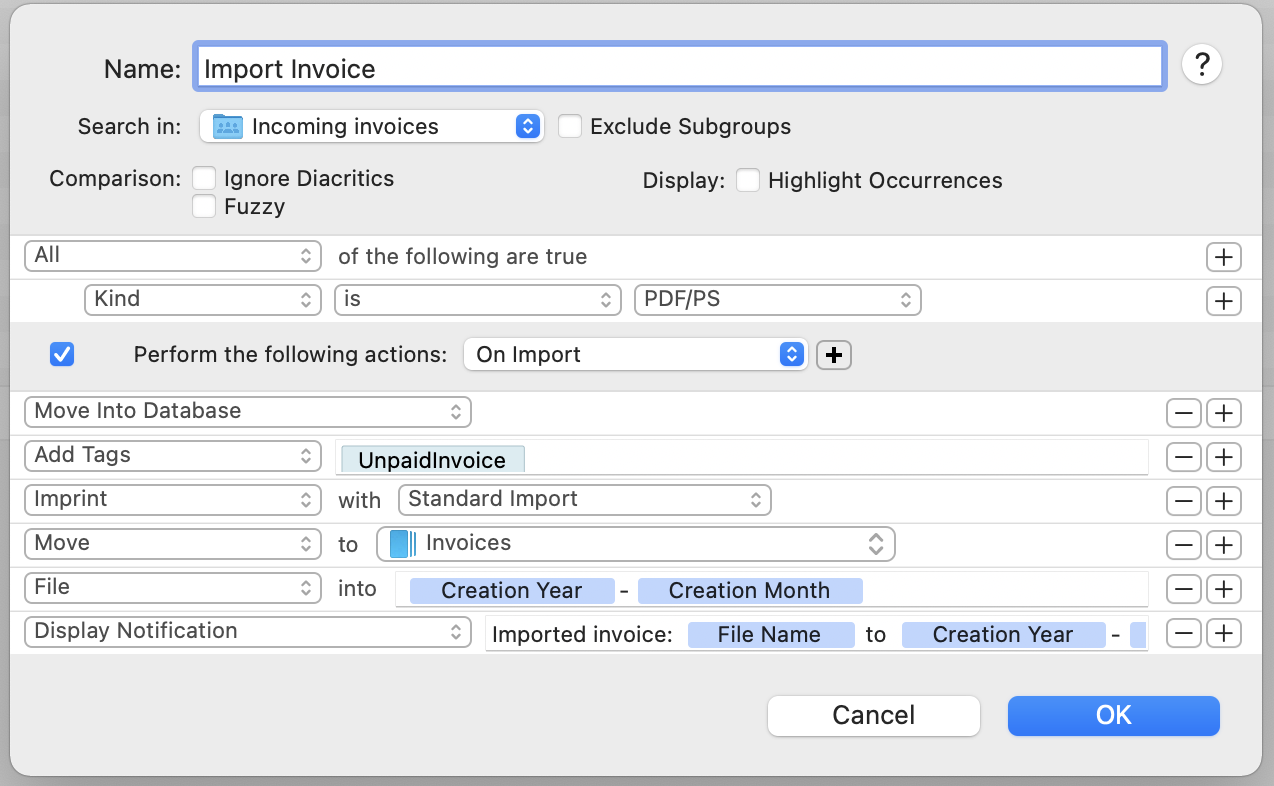 Name: Import Invoice ?
Search in: Incoming invoices Exclude Subgroups
Comparison: Ignore Diacritics Display: Highlight Occurrences
Fuzzy
All of the following are true +
Kind is PDF/PS +
Perform the following actions: On Import +
Move Into Database − +
Add Tags UnpaidInvoice − +
Imprint with Standard Import − +
Move to Invoices − +
File into Creation Year - Creation Month − +
Display Notification Imported invoice: File Name to Creation Year - − +
Cancel OK